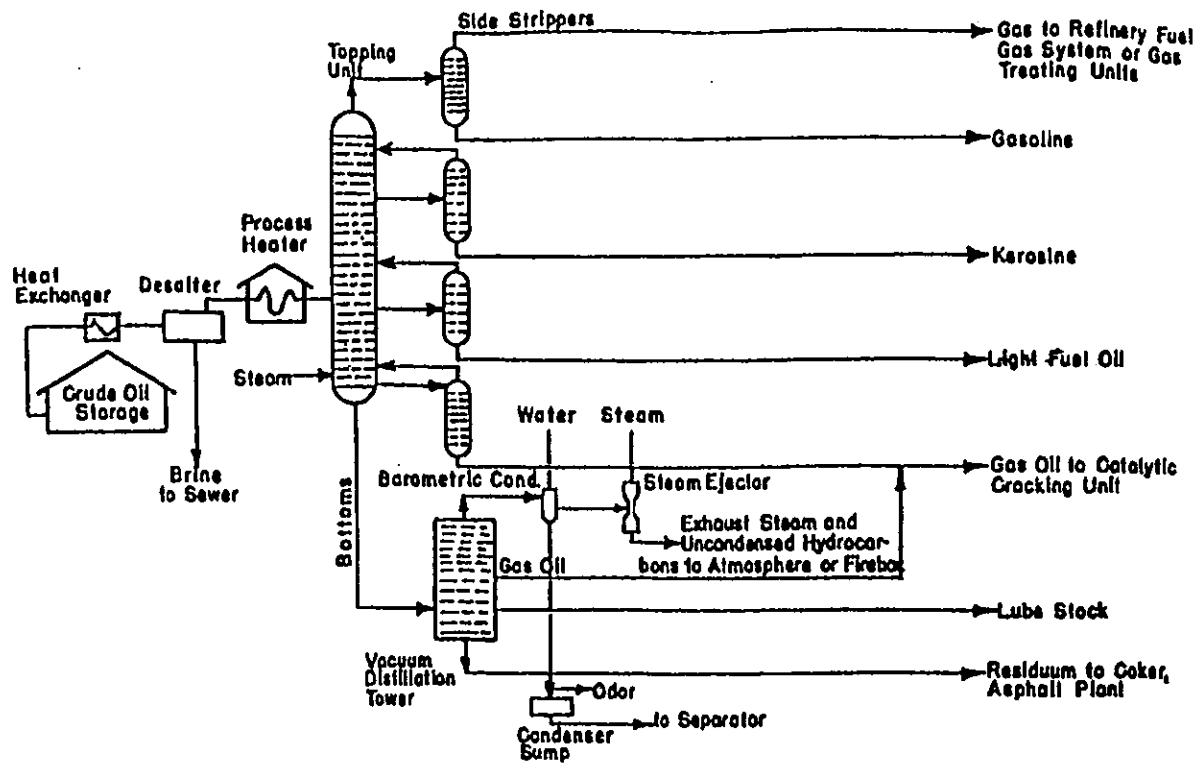 Side Strippers
Gas to Refinery Fuel
Gas System or Gas
Treating Units
Topping
Unit
Gasoline
Process
Heater
Kerosine
Heat
Exchanger
Desalter
Light Fuel Oil
Steam
Crude Oil
Storage
Water
Steam
Brine
to Sewer
Barometric Cond.
Steam Ejector
Gas Oil to Catalytic
Cracking Unit
Bottoms
Exhaust Steam and
Uncondensed Hydrocar-
bons to Atmosphere or Firebox
Gas Oil
Lube Stock
Vacuum
Distillation
Tower
Residuum to Coker,
Asphalt Plant
Odor
to Separator
Condenser
Sump